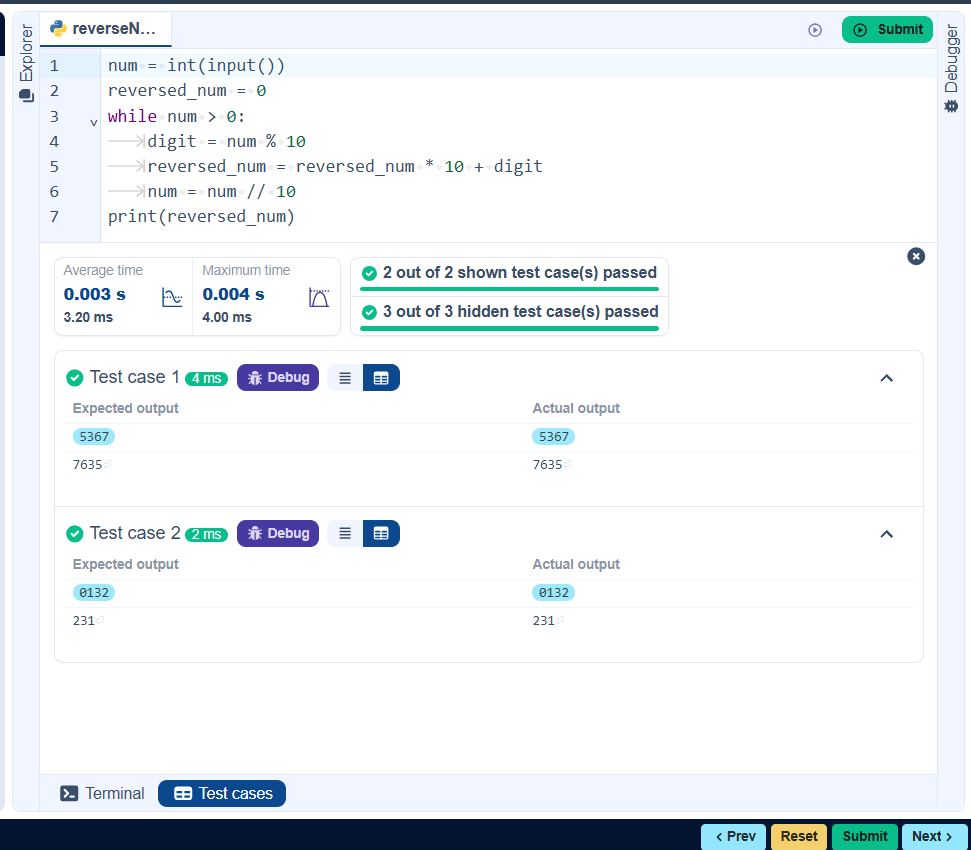 Explorer
reverseN...
Submit
Debugger
1 num = int(input())
2 reversed_num = 0
3 while num > 0:
4 digit = num % 10
5 reversed_num = reversed_num * 10 + digit
6 num = num // 10
7 print(reversed_num)
Average time
0.003 s
3.20 ms
Maximum time
0.004 s
4.00 ms
2 out of 2 shown test case(s) passed
3 out of 3 hidden test case(s) passed
Test case 1 4 ms Debug
Expected output Actual output
5367 5367
7635 7635
Test case 2 2 ms Debug
Expected output Actual output
0132 0132
231 231
Terminal Test cases
Prev Reset Submit Next